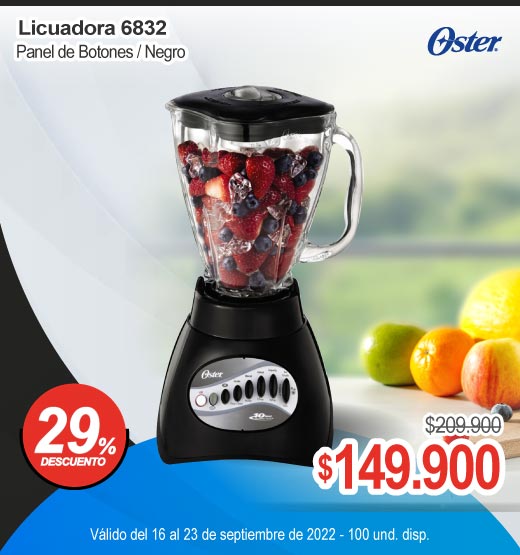 Licuadora 6832
Panel de Botones / Negro
Oster
Oster
29%
DESCUENTO
$209.900
$149.900
Válido del 16 al 23 de septiembre de 2022 - 100 und. disp.